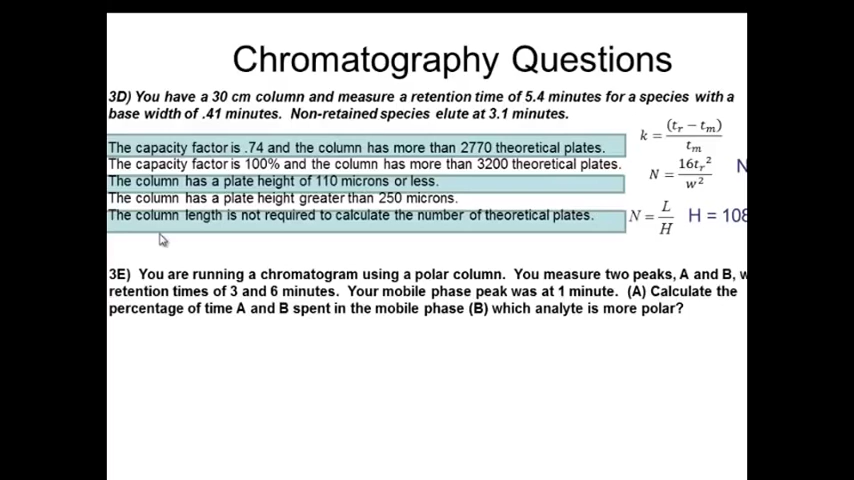 Chromatography Questions
3D) You have a 30 cm column and measure a retention time of 5.4 minutes for a species with a
base width of .41 minutes. Non-retained species elute at 3.1 minutes.
The capacity factor is .74 and the column has more than 2770 theoretical plates.
The capacity factor is 100% and the column has more than 3200 theoretical plates.
The column has a plate height of 110 microns or less.
The column has a plate height greater than 250 microns.
The column length is not required to calculate the number of theoretical plates.
k = (t_r − t_m) / t_m
N = 16t_r² / w²
N
N = L / H
H = 108
3E) You are running a chromatogram using a polar column. You measure two peaks, A and B, w
retention times of 3 and 6 minutes. Your mobile phase peak was at 1 minute. (A) Calculate the
percentage of time A and B spent in the mobile phase (B) which analyte is more polar?